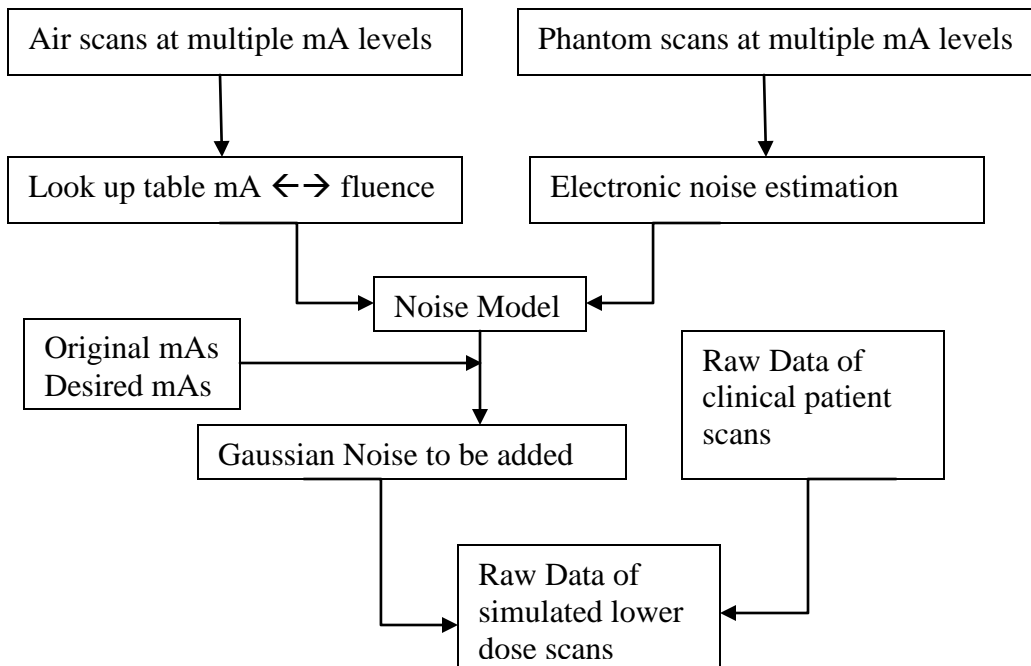 Air scans at multiple mA levels
Phantom scans at multiple mA levels
Look up table mA ←→ fluence
Electronic noise estimation
Noise Model
Original mAs
Desired mAs
Raw Data of
clinical patient
scans
Gaussian Noise to be added
Raw Data of
simulated lower
dose scans